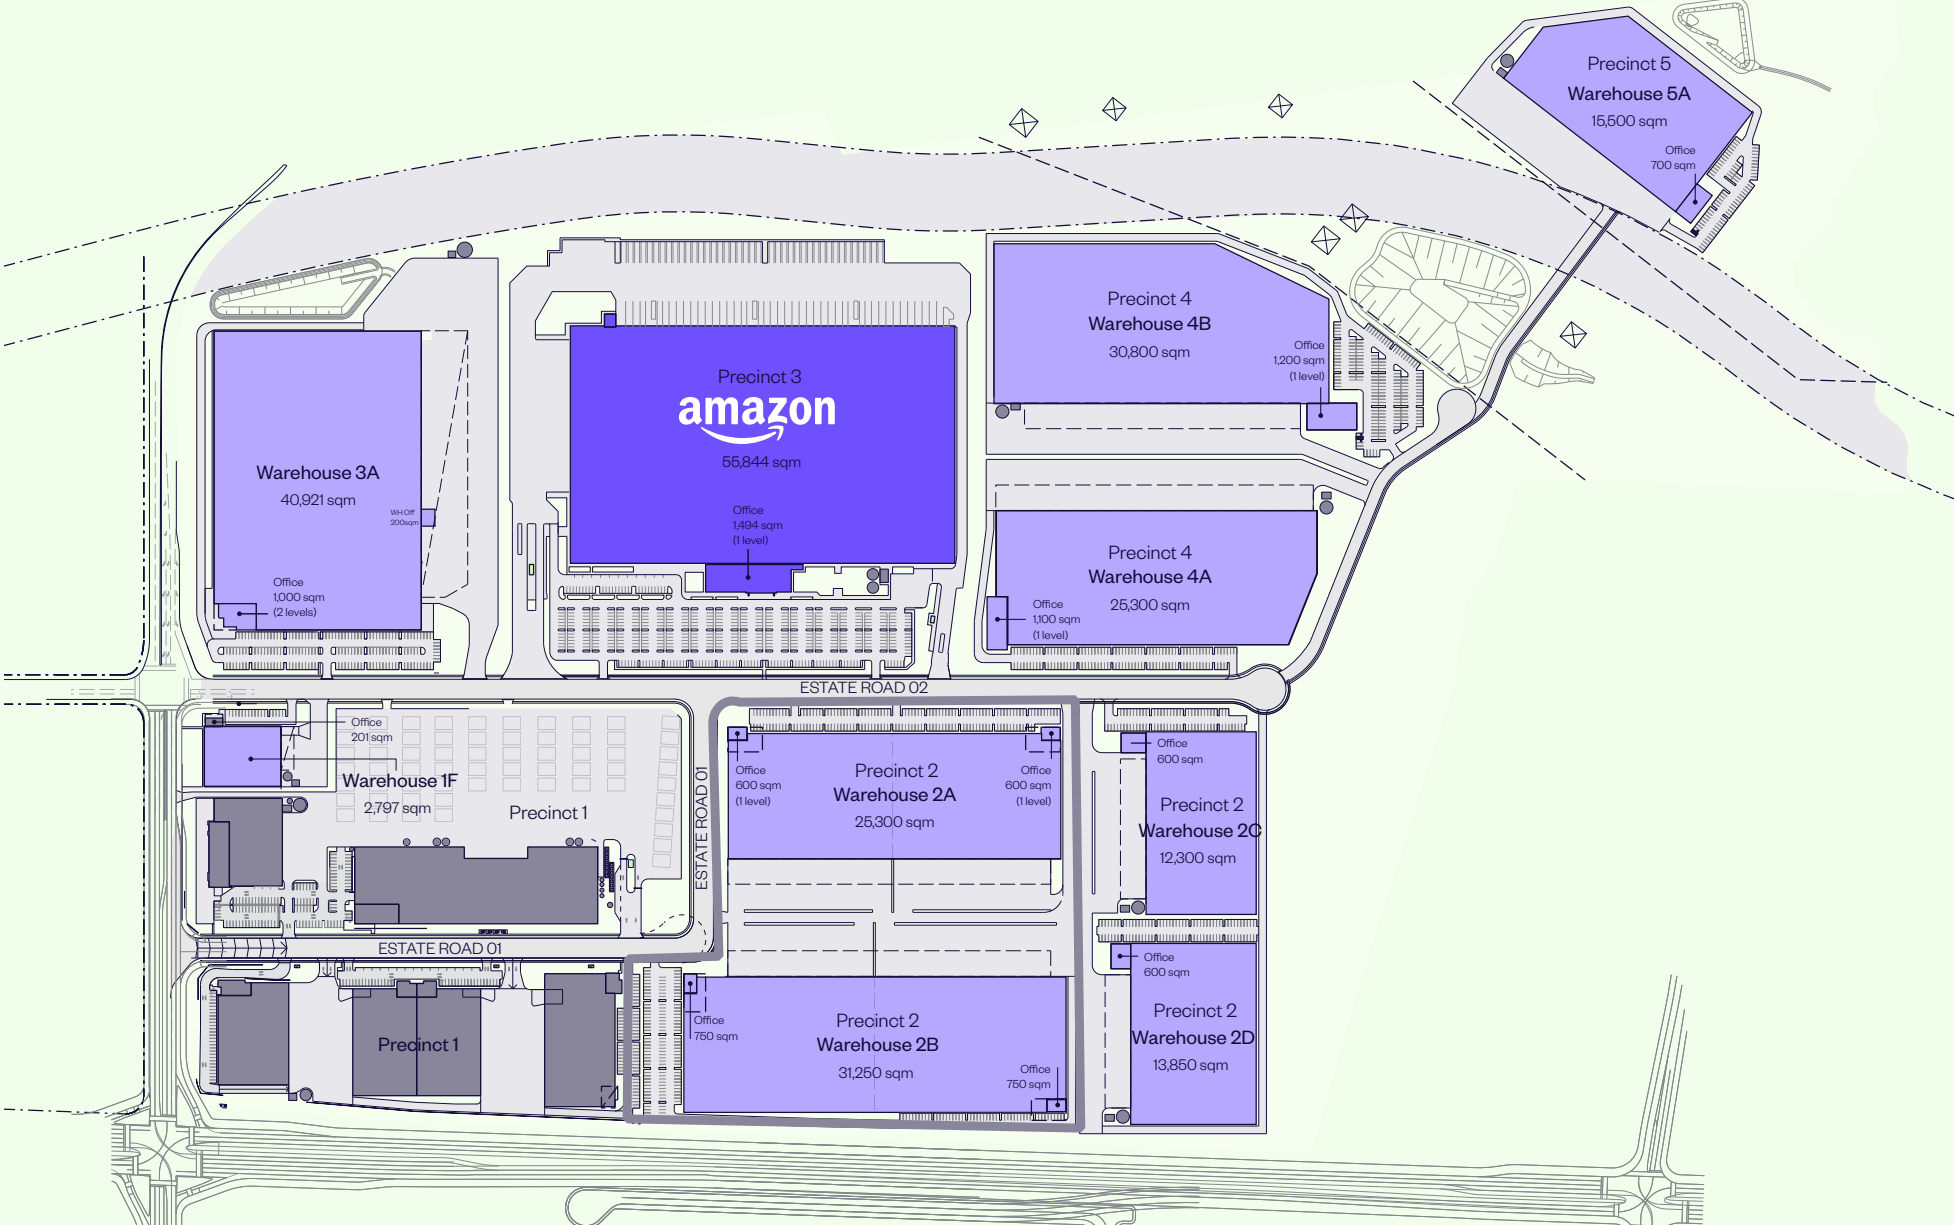 Precinct 5
Warehouse 5A
15,500 sqm
Office
700 sqm
Precinct 4
Warehouse 4B
30,800 sqm
Office
1,200 sqm
(1 level)
Precinct 3
amazon
55,844 sqm
Office
1,494 sqm
(1 level)
Warehouse 3A
40,921 sqm
WH Off
200sqm
Office
1,000 sqm
(2 levels)
Precinct 4
Warehouse 4A
25,300 sqm
Office
1,100 sqm
(1 level)
ESTATE ROAD 02
Office
201 sqm
Warehouse 1F
2,797 sqm
Precinct 1
ESTATE ROAD 01
Office
600 sqm
(1 level)
Precinct 2
Warehouse 2A
25,300 sqm
Office
600 sqm
(1 level)
Office
600 sqm
Precinct 2
Warehouse 2C
12,300 sqm
ESTATE ROAD 01
Office
600 sqm
Precinct 2
Warehouse 2D
13,850 sqm
Precinct 1
Office
750 sqm
Precinct 2
Warehouse 2B
31,250 sqm
Office
750 sqm